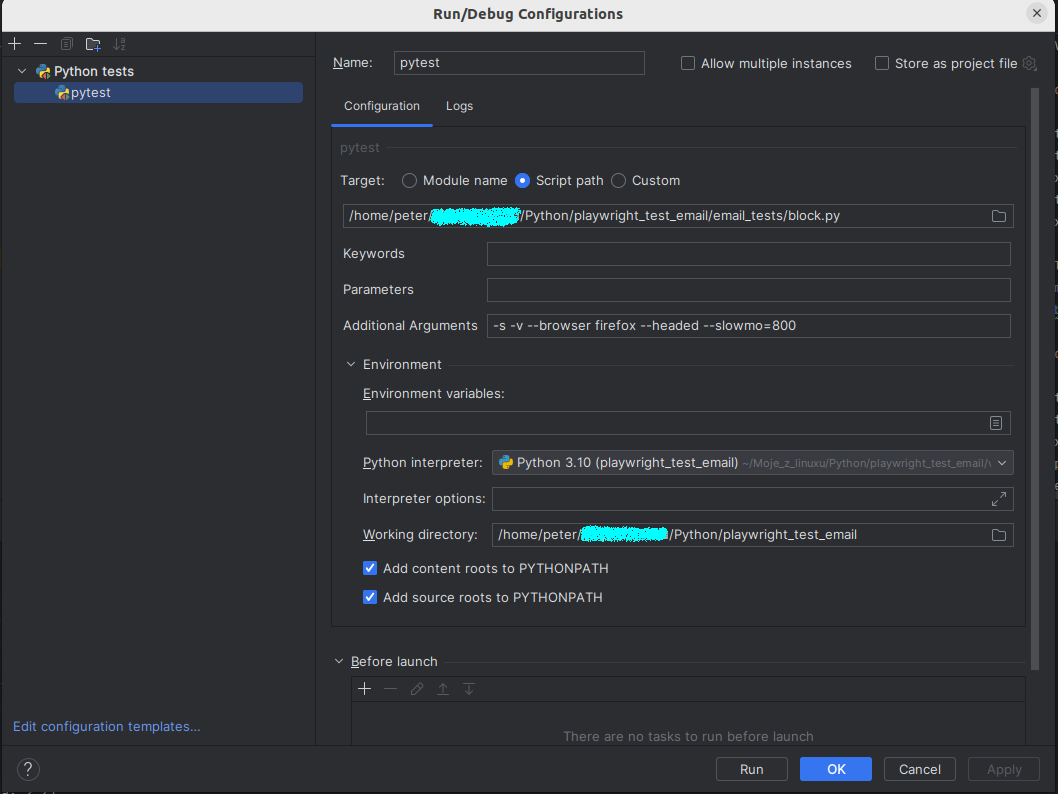 Run/Debug Configurations
Python tests
pytest
Name: pytest
Allow multiple instances
Store as project file
Configuration
Logs
pytest
Target: Module name Script path Custom
/home/peter/ /Python/playwright_test_email/email_tests/block.py
Keywords
Parameters
Additional Arguments -s -v --browser firefox --headed --slowmo=800
Environment
Environment variables:
Python interpreter: Python 3.10 (playwright_test_email) ~/Moje_z_linuxu/Python/playwright_test_email/v
Interpreter options:
Working directory: /home/peter/ /Python/playwright_test_email
Add content roots to PYTHONPATH
Add source roots to PYTHONPATH
Before launch
There are no tasks to run before launch
Edit configuration templates...
? Run OK Cancel Apply